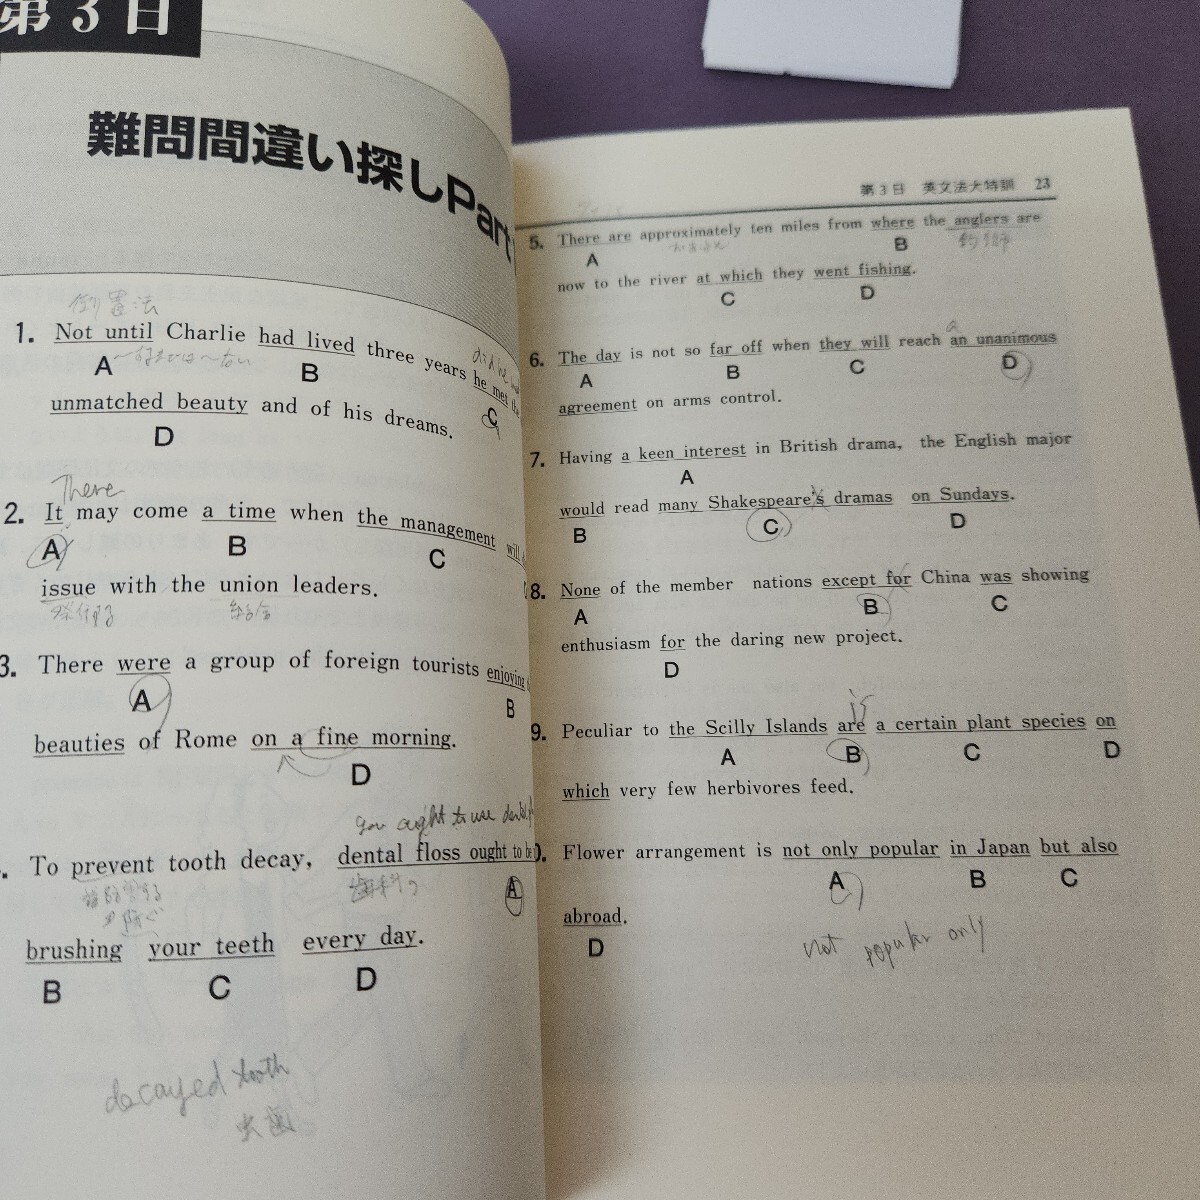 第3日
難問間違い探しPart
倒置法
1. Not until Charlie had lived three years he met the
A B C
unmatched beauty and of his dreams.
D
There
2. It may come a time when the management will
A B C
issue with the union leaders.
3. There were a group of foreign tourists enjoying
A B
beauties of Rome on a fine morning.
D
you ought to use dental
To prevent tooth decay, dental floss ought to be
A
brushing your teeth every day.
B C D
decayed tooth
虫歯
第3日 英文法大特訓 23
5. There are approximately ten miles from where the anglers are
A B
now to the river at which they went fishing.
C D
a
6. The day is not so far off when they will reach an unanimous
A B C D
agreement on arms control.
7. Having a keen interest in British drama, the English major
A
would read many Shakespeare's dramas on Sundays.
B C D
8. None of the member nations except for China was showing
A B C
enthusiasm for the daring new project.
D
is
9. Peculiar to the Scilly Islands are a certain plant species on
A B C D
which very few herbivores feed.
0. Flower arrangement is not only popular in Japan but also
A B C
abroad.
D
not popular only